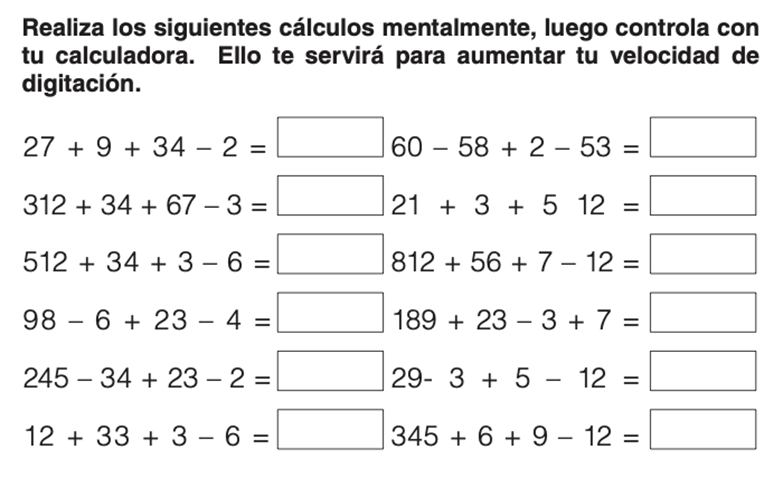 Realiza los siguientes cálculos mentalmente, luego controla con
tu calculadora. Ello te servirá para aumentar tu velocidad de
digitación.
27 + 9 + 34 – 2 = 60 – 58 + 2 – 53 =
312 + 34 + 67 – 3 = 21 + 3 + 5 12 =
512 + 34 + 3 – 6 = 812 + 56 + 7 – 12 =
98 – 6 + 23 – 4 = 189 + 23 – 3 + 7 =
245 – 34 + 23 – 2 = 29- 3 + 5 – 12 =
12 + 33 + 3 – 6 = 345 + 6 + 9 – 12 =